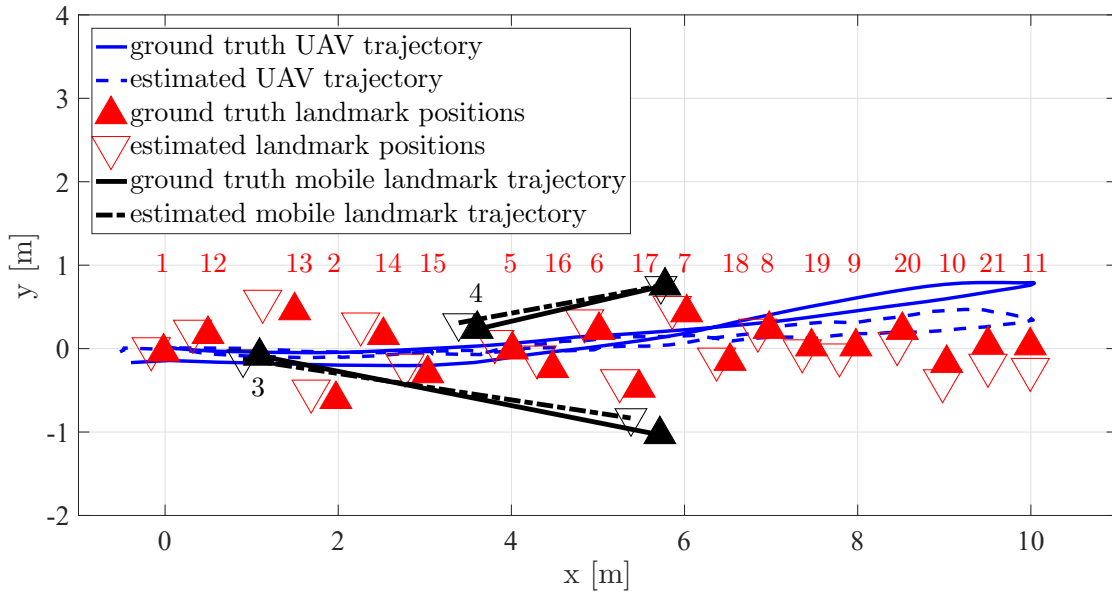 4
ground truth UAV trajectory
estimated UAV trajectory
3
ground truth landmark positions
estimated landmark positions
2
ground truth mobile landmark trajectory
estimated mobile landmark trajectory
y [m]
1
1 12 13 2 14 15 5 16 6 17 7 18 8 19 9 20 10 21 11
4
0
3
-1
-2
0 2 4 6 8 10
x [m]